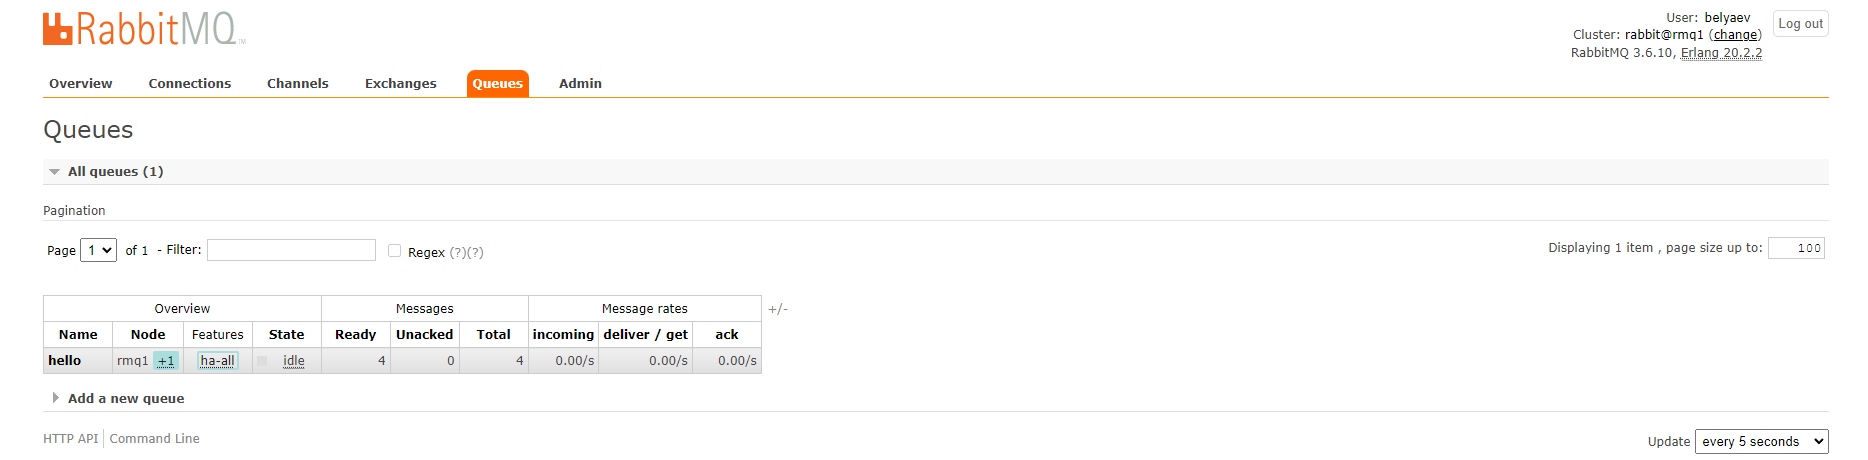 RabbitMQ TM
User: belyaev
Log out
Cluster: rabbit@rmq1 (change)
RabbitMQ 3.6.10, Erlang 20.2.2
Overview Connections Channels Exchanges Queues Admin
Queues
All queues (1)
Pagination
Page 1 of 1 - Filter: Regex (?)(?)
Displaying 1 item , page size up to: 100
Overview Messages Message rates +/-
Name Node Features State Ready Unacked Total incoming deliver / get ack
hello rmq1 +1 ha-all idle 4 0 4 0.00/s 0.00/s 0.00/s
Add a new queue
HTTP API Command Line
Update every 5 seconds